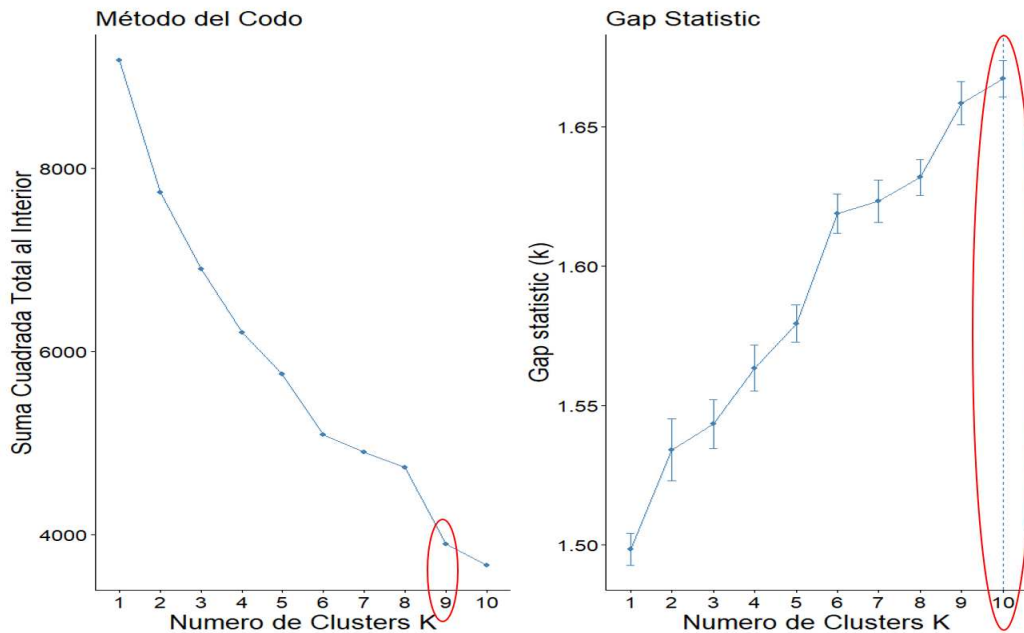 Método del Codo
Suma Cuadrada Total al Interior
8000
6000
4000
1 2 3 4 5 6 7 8 9 10
Numero de Clusters K
Gap Statistic
Gap statistic (k)
1.65
1.60
1.55
1.50
1 2 3 4 5 6 7 8 9 10
Numero de Clusters K